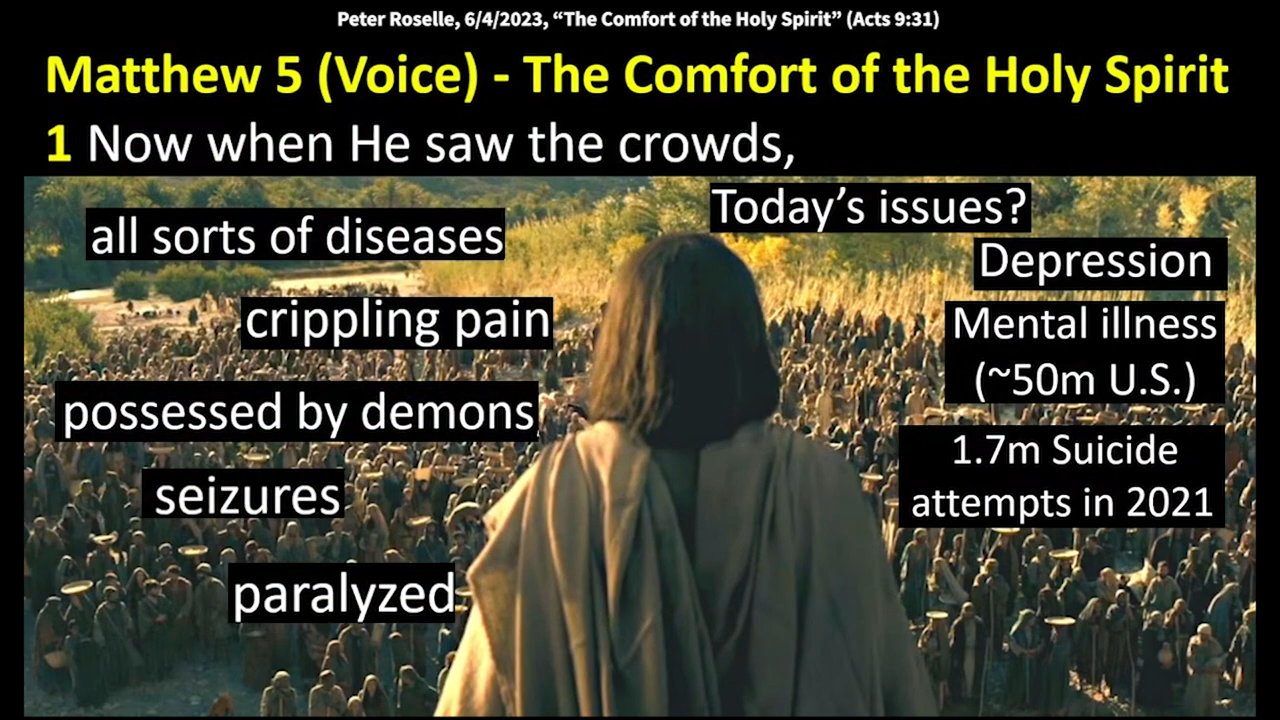 Peter Roselle, 6/4/2023, “The Comfort of the Holy Spirit” (Acts 9:31)
Matthew 5 (Voice) - The Comfort of the Holy Spirit
1 Now when He saw the crowds,
all sorts of diseases
crippling pain
possessed by demons
seizures
paralyzed
Today’s issues?
Depression
Mental illness
(~50m U.S.)
1.7m Suicide
attempts in 2021